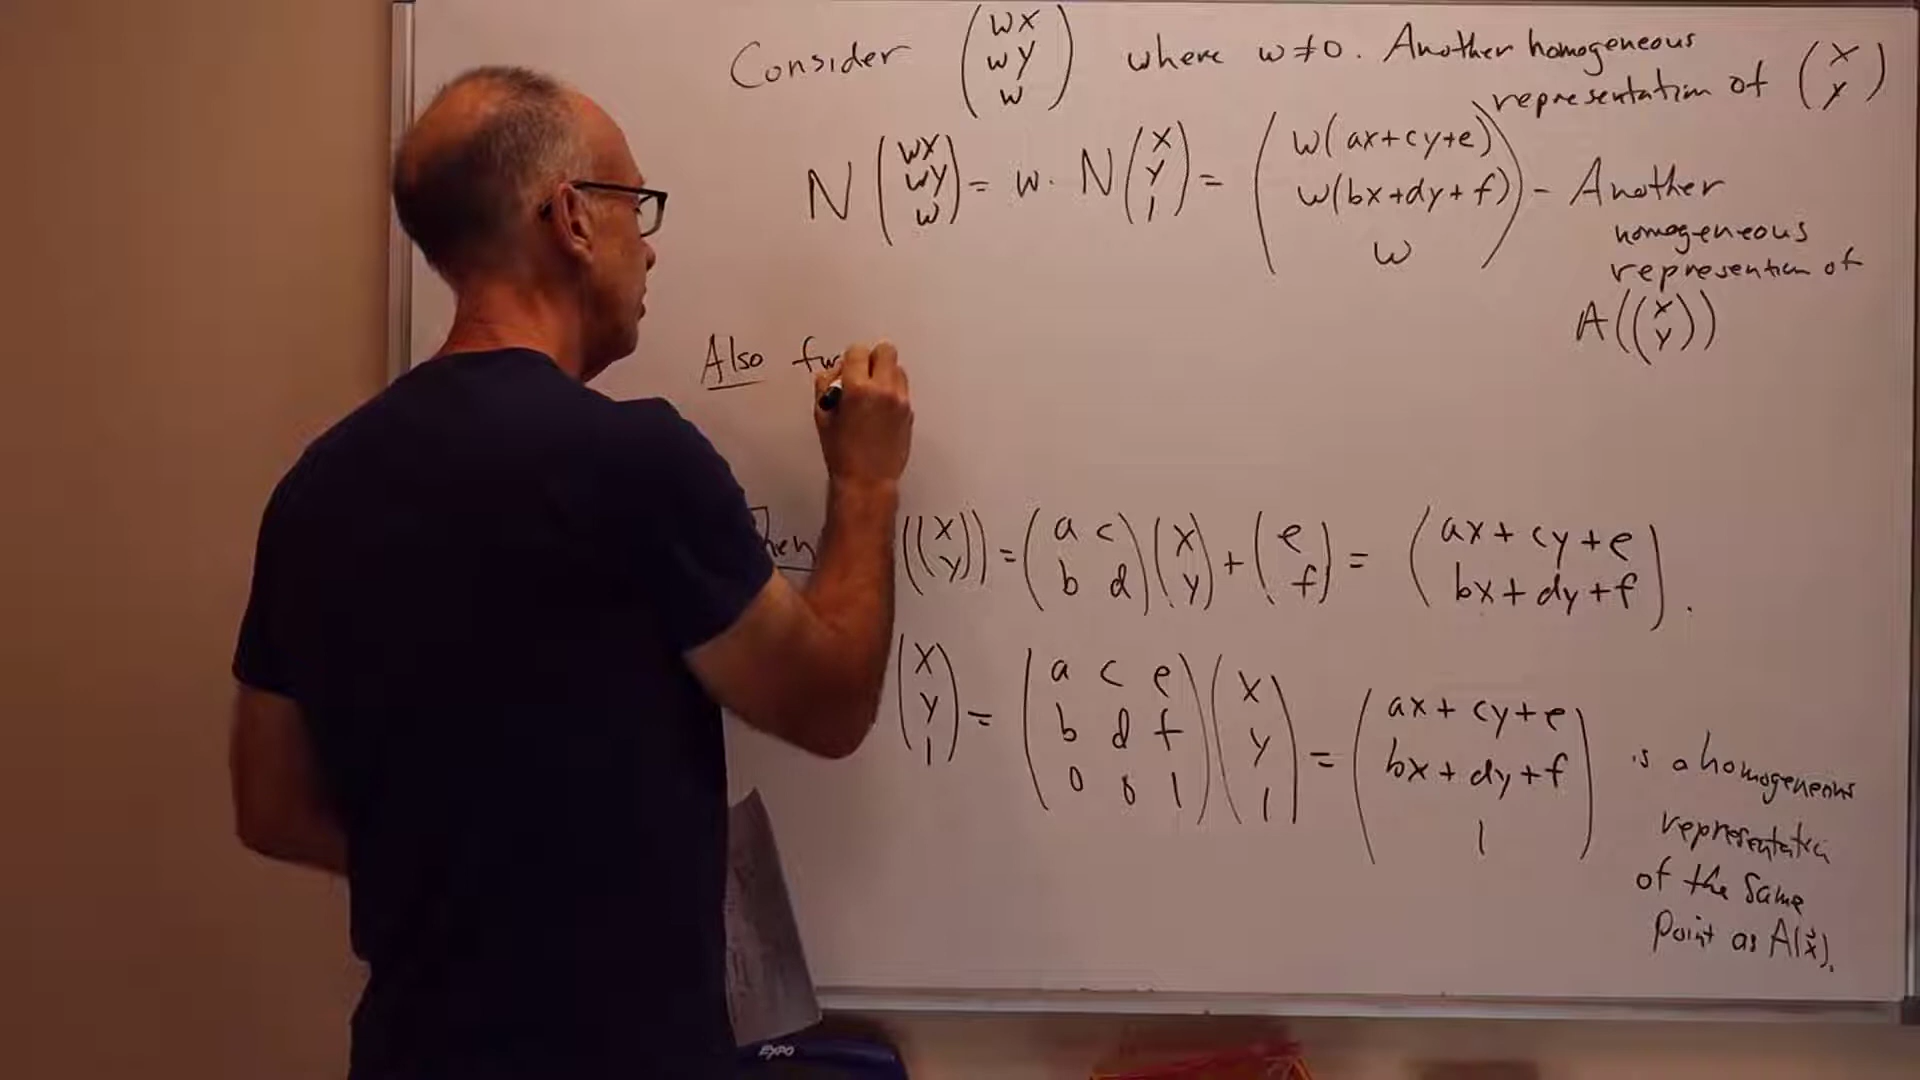 Consider (wx wy w) where w≠0. Another homogeneous
representation of (x y)
N (wx wy w) = w · N (x y 1) = (w(ax+cy+e) w(bx+dy+f) w) - Another
homogeneous
represention of
A((x y))
Also
((x y)) = (a c b d) (x y) + (e f) = (ax+cy+e bx+dy+f).
(x y 1) = (a c e b d f 0 0 1) (x y 1) = (ax+cy+e bx+dy+f 1) is a homogeneous
representation
of the same
point as A(x⃗).
EXPO